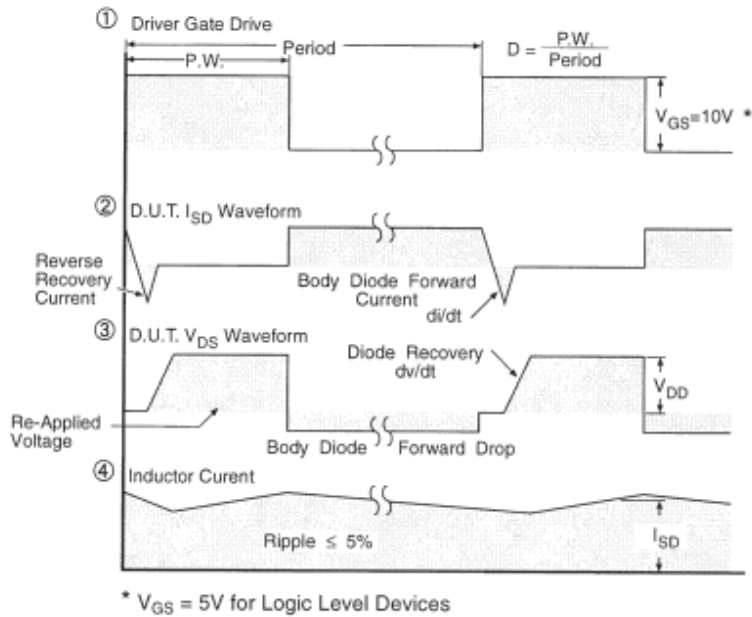 ① Driver Gate Drive
Period
P.W.
D = P.W. / Period
V_GS=10V *
② D.U.T. I_SD Waveform
Reverse
Recovery
Current
Body Diode Forward
Current
di/dt
③ D.U.T. V_DS Waveform
Diode Recovery
dv/dt
V_DD
Re-Applied
Voltage
Body Diode Forward Drop
④ Inductor Curent
Ripple ≤ 5%
I_SD
* V_GS = 5V for Logic Level Devices